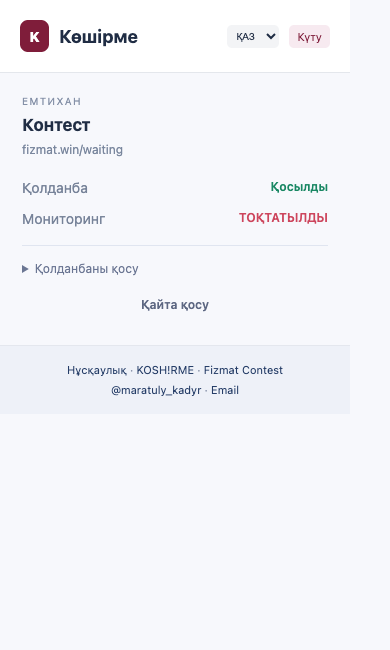 K Көшірме ҚАЗ Күту
ЕМТИХАН
Контест
fizmat.win/waiting
Қолданба Қосылды
Мониторинг ТОҚТАТЫЛДЫ
Қолданбаны қосу
Қайта қосу
Нұсқаулық · KOSH!RME · Fizmat Contest
@maratuly_kadyr · Email